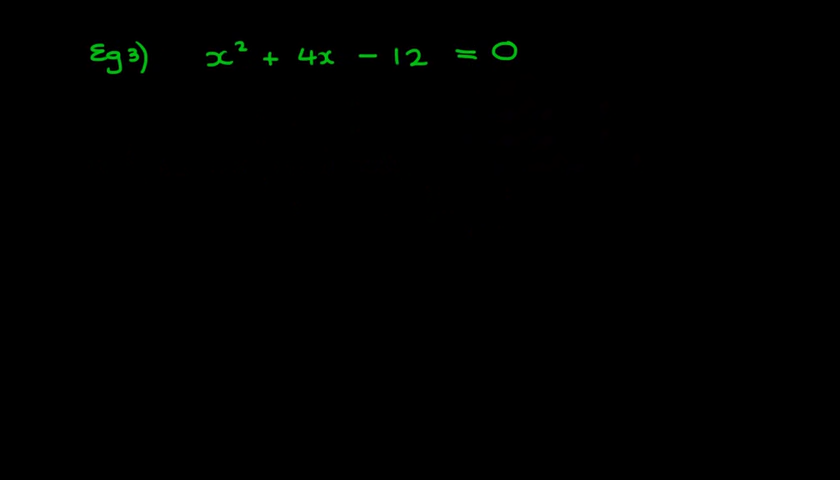 Eg 3) x² + 4x - 12 = 0